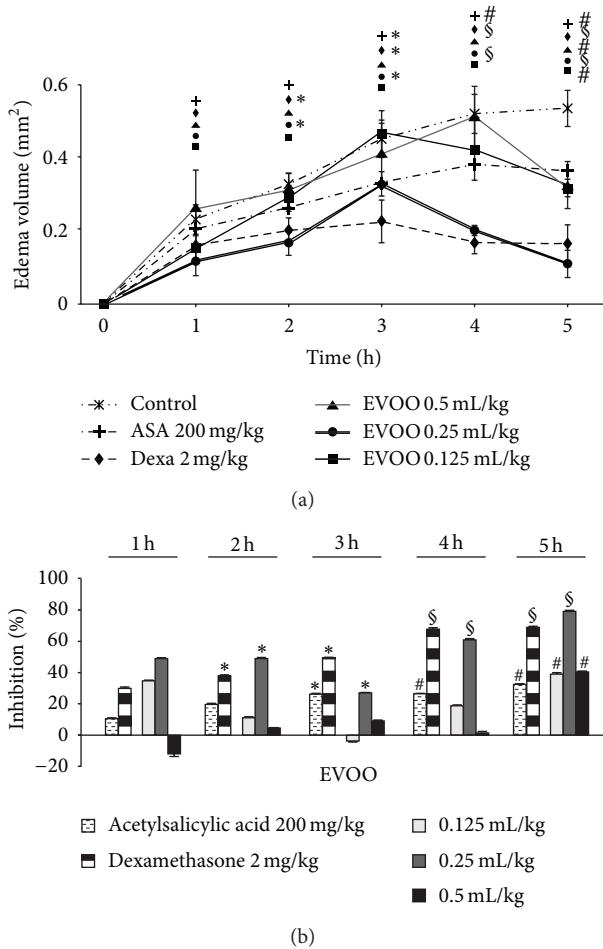 + # #
* * § §
* #
* * § §
#
0.6
0.4
0.2
0
Edema volume (mm²)
0 1 2 3 4 5
Time (h)
Control
ASA 200 mg/kg
Dexa 2 mg/kg
EVOO 0.5 mL/kg
EVOO 0.25 mL/kg
EVOO 0.125 mL/kg
(a)
1 h 2 h 3 h 4 h 5 h
100
80
60
40
20
0
−20
Inhibition (%)
* * * * # § § # § # § #
EVOO
Acetylsalicylic acid 200 mg/kg
Dexamethasone 2 mg/kg
0.125 mL/kg
0.25 mL/kg
0.5 mL/kg
(b)